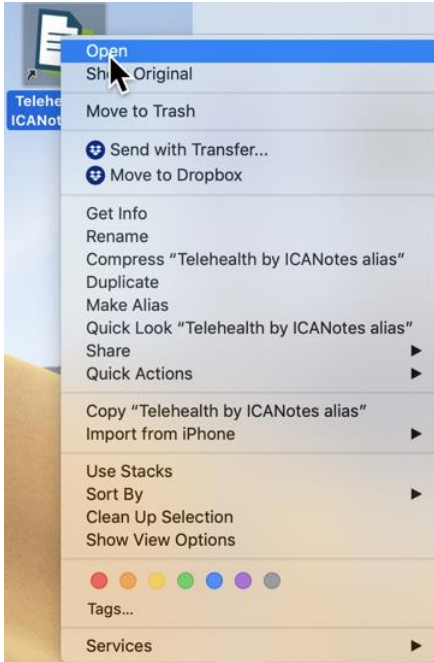 Telehe
ICANot
Open
Show Original
Move to Trash
Send with Transfer...
Move to Dropbox
Get Info
Rename
Compress “Telehealth by ICANotes alias”
Duplicate
Make Alias
Quick Look “Telehealth by ICANotes alias”
Share
Quick Actions
Copy “Telehealth by ICANotes alias”
Import from iPhone
Use Stacks
Sort By
Clean Up Selection
Show View Options
Tags...
Services